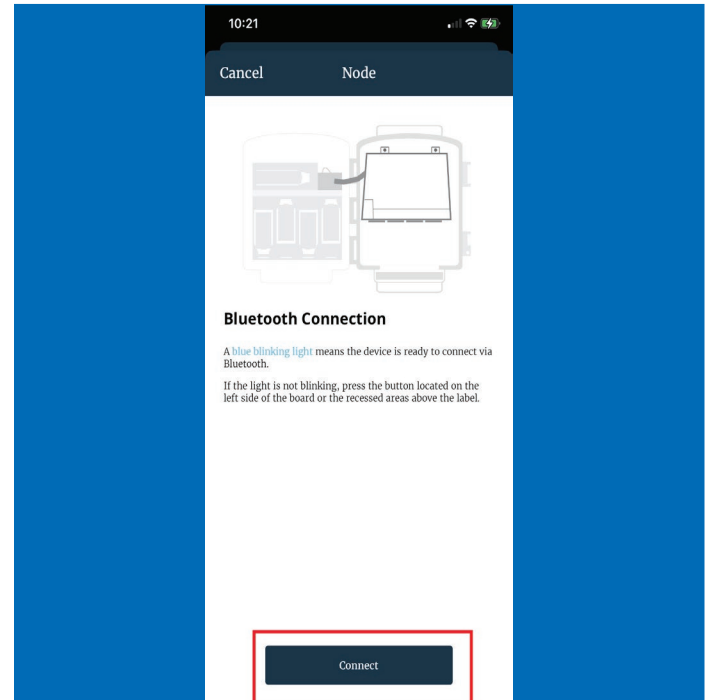 10:21
Cancel
Node
Bluetooth Connection
A blue blinking light means the device is ready to connect via
Bluetooth.
If the light is not blinking, press the button located on the
left side of the board or the recessed areas above the label.
Connect